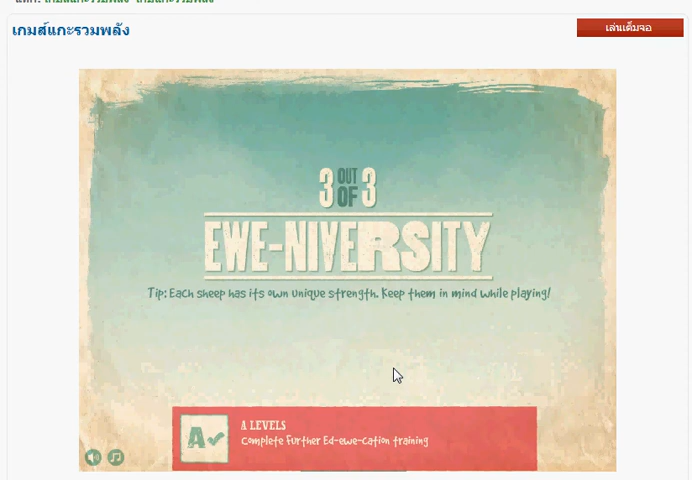 เกมส์แกะรวมพลัง
เล่นเต็มจอ
3 OUT OF 3
EWE-NIVERSITY
Tip: Each sheep has its own unique strength. Keep them in mind while playing!
A
A LEVELS
Complete Further Ed-ewe-cation training